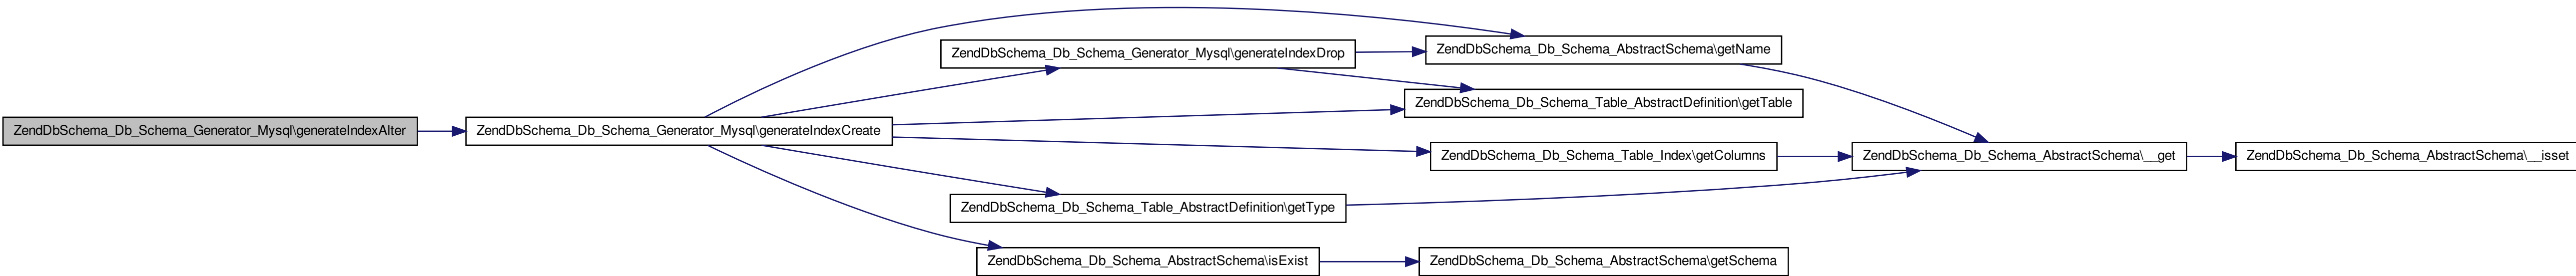 ZendDbSchema_Db_Schema_Generator_Mysql\generateIndexAlter
ZendDbSchema_Db_Schema_Generator_Mysql\generateIndexCreate
ZendDbSchema_Db_Schema_Generator_Mysql\generateIndexDrop
ZendDbSchema_Db_Schema_AbstractSchema\getName
ZendDbSchema_Db_Schema_Table_AbstractDefinition\getTable
ZendDbSchema_Db_Schema_Table_Index\getColumns
ZendDbSchema_Db_Schema_AbstractSchema\__get
ZendDbSchema_Db_Schema_AbstractSchema\__isset
ZendDbSchema_Db_Schema_Table_AbstractDefinition\getType
ZendDbSchema_Db_Schema_AbstractSchema\isExist
ZendDbSchema_Db_Schema_AbstractSchema\getSchema